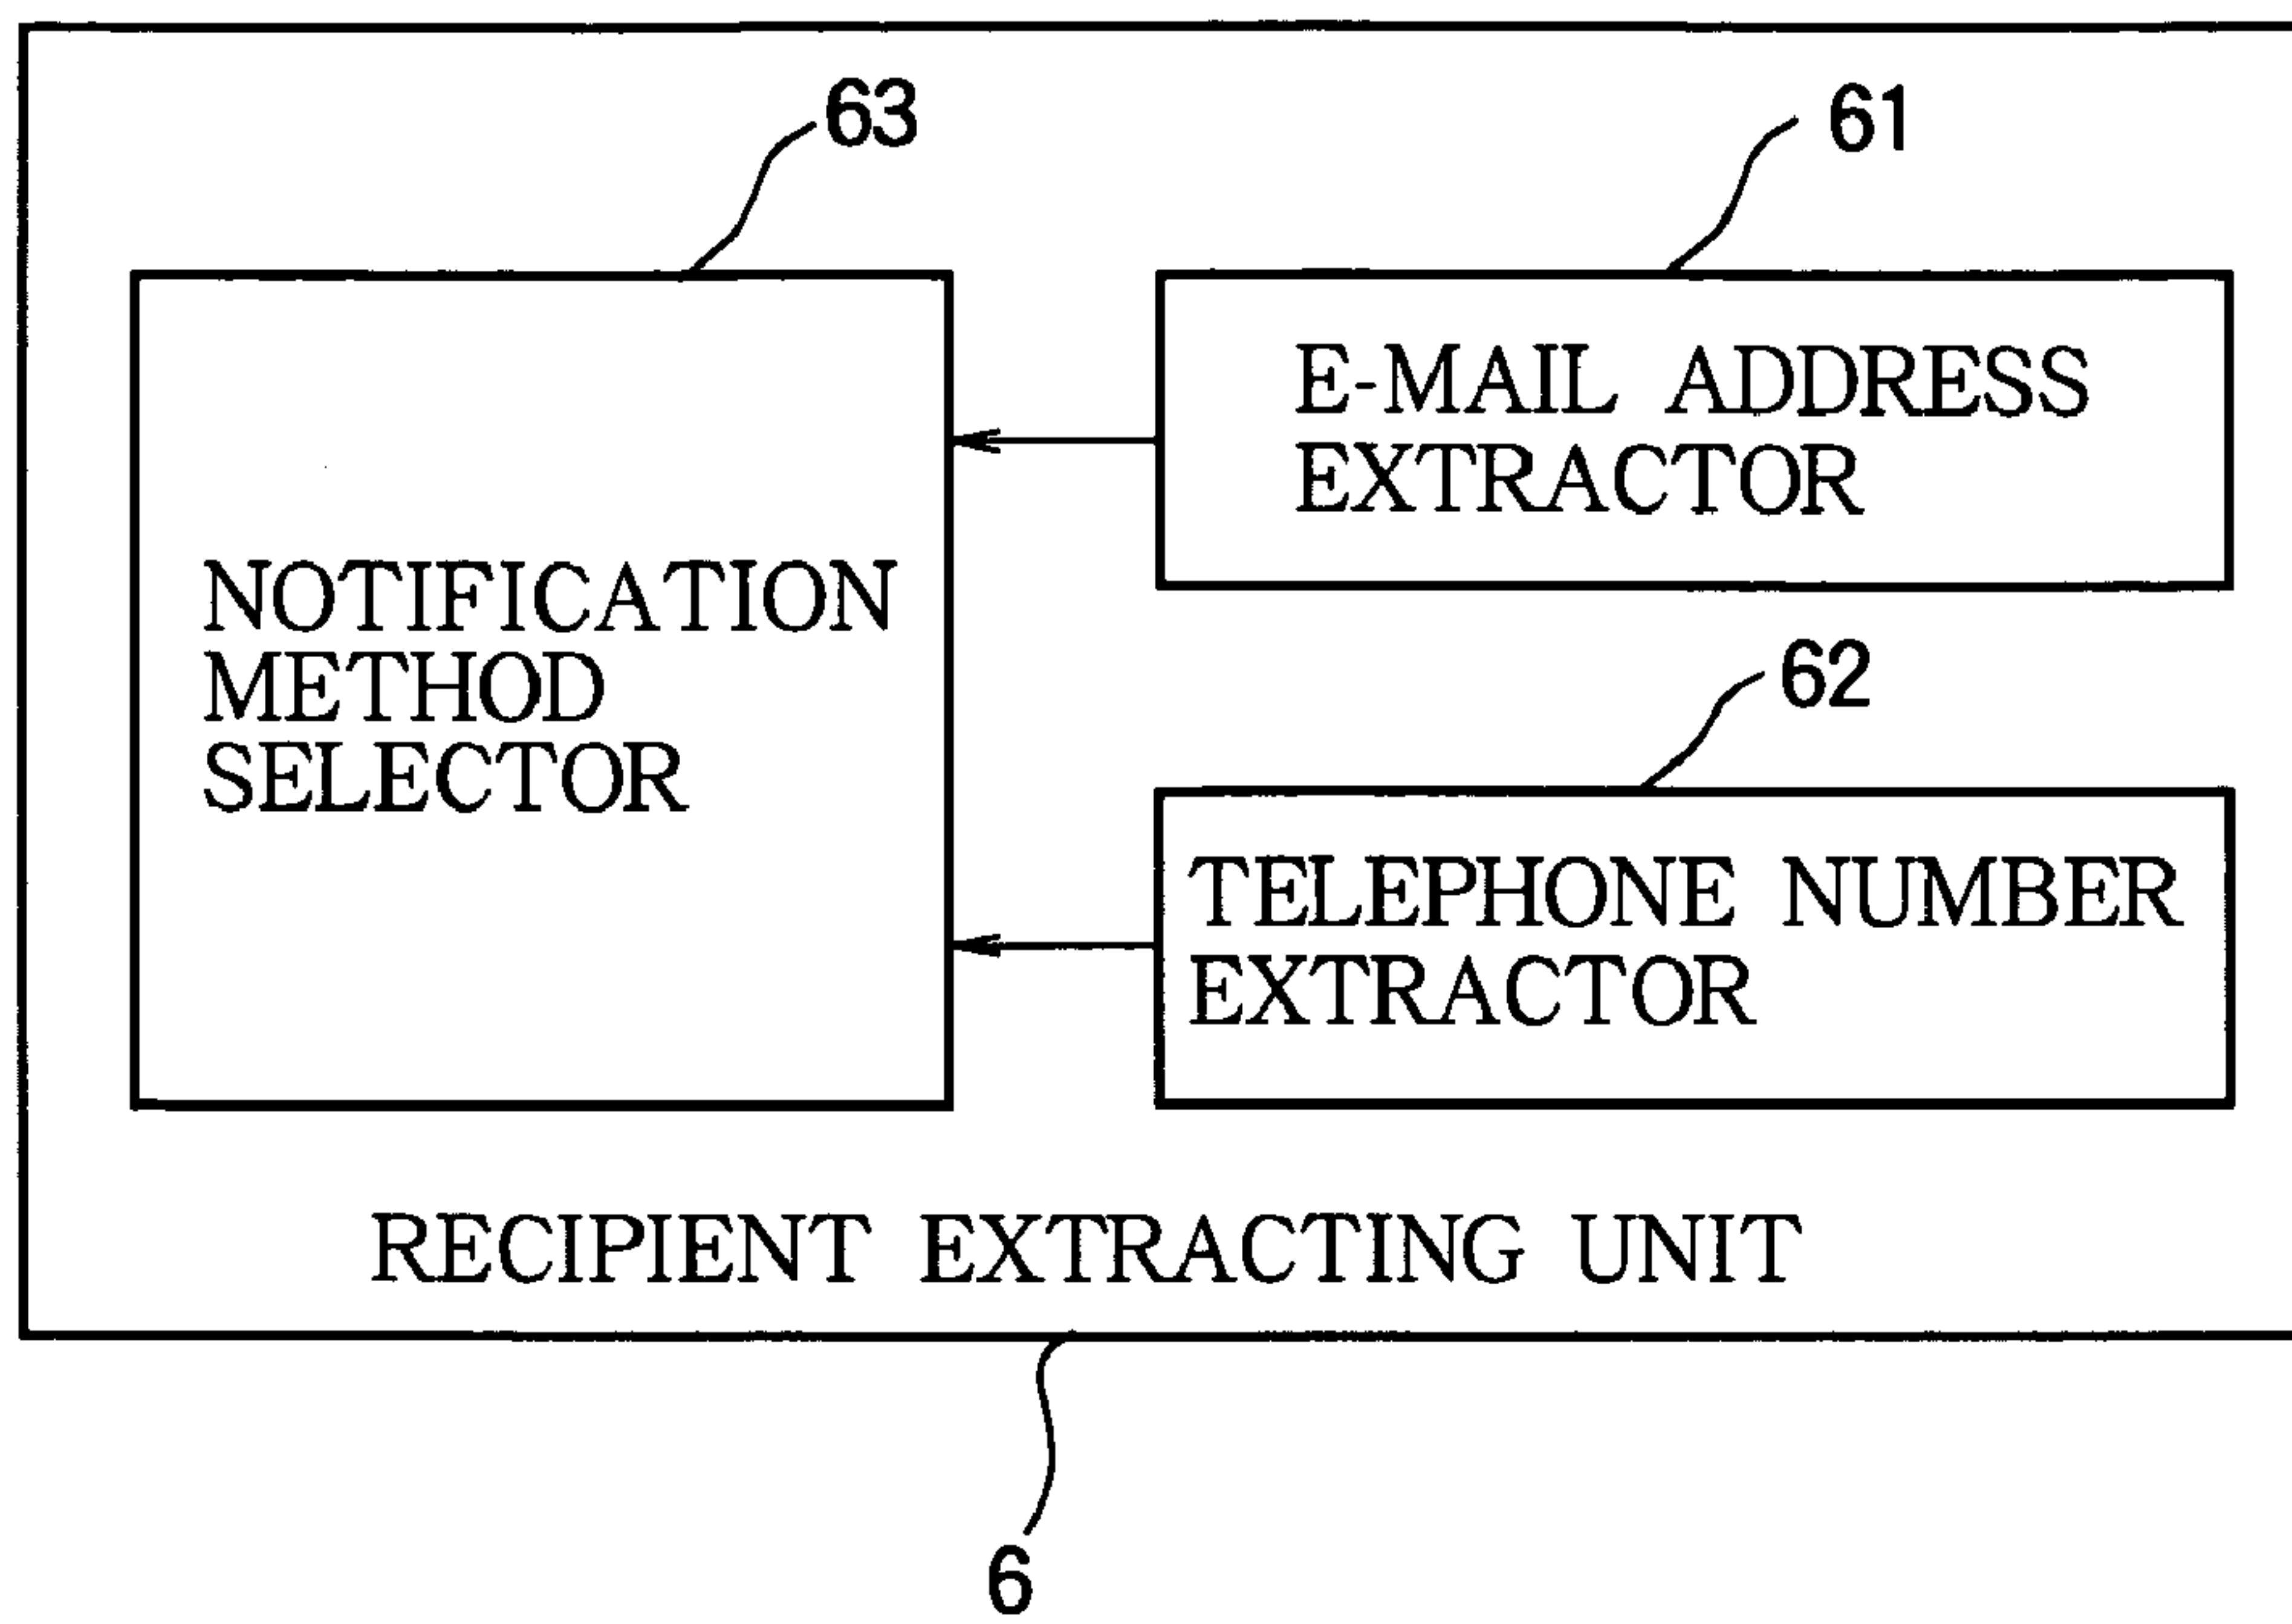 63
61
E-MAIL ADDRESS
EXTRACTOR
NOTIFICATION
METHOD
SELECTOR
62
TELEPHONE NUMBER
EXTRACTOR
RECIPIENT EXTRACTING UNIT
6